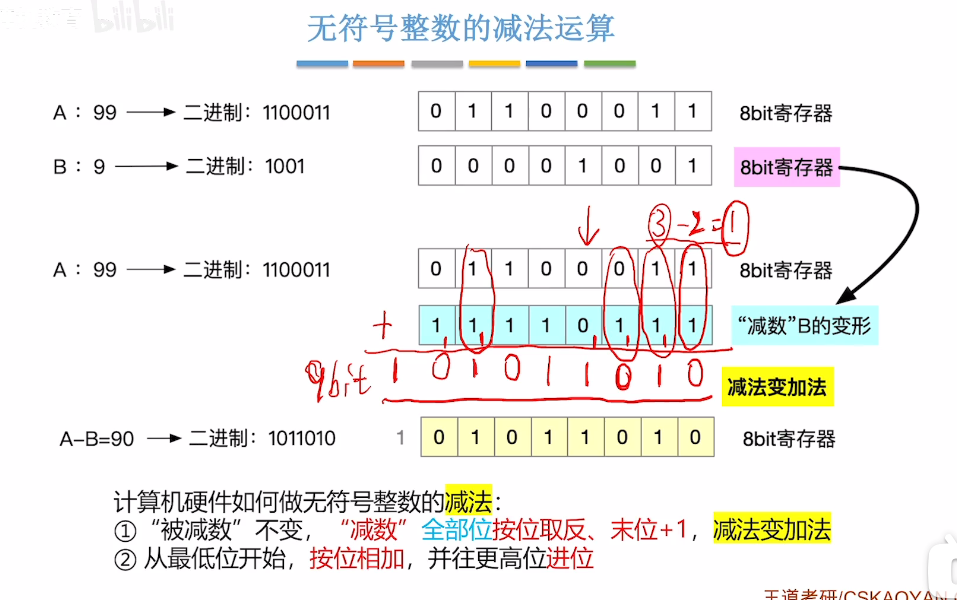 bilibili
无符号整数的减法运算
A：99 → 二进制：1100011 0 1 1 0 0 0 1 1 8bit寄存器
B：9 → 二进制：1001 0 0 0 0 1 0 0 1 8bit寄存器
③-2=1
A：99 → 二进制：1100011 0 1 1 0 0 0 1 1 8bit寄存器
+ 1 1 1 1 0 1 1 1 “减数”B的变形
9bit 1 0 1 0 1 1 0 1 0 减法变加法
A-B=90 → 二进制：1011010 1 0 1 0 1 1 0 1 0 8bit寄存器
计算机硬件如何做无符号整数的减法：
①“被减数”不变，“减数”全部位按位取反、末位+1，减法变加法
② 从最低位开始，按位相加，并往更高位进位
王道考研/CSKAOYAN.C